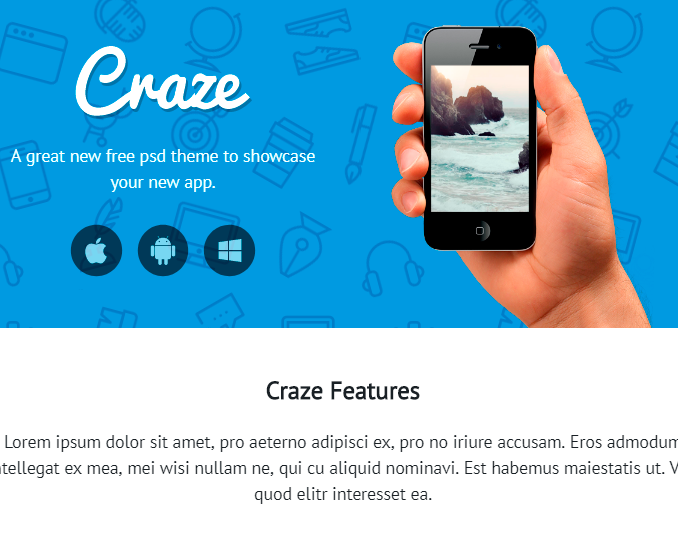 Craze
A great new free psd theme to showcase
your new app.
Craze Features
Lorem ipsum dolor sit amet, pro aeterno adipisci ex, pro no iriure accusam. Eros admodum
ntellegat ex mea, mei wisi nullam ne, qui cu aliquid nominavi. Est habemus maiestatis ut. V
quod elitr interesset ea.